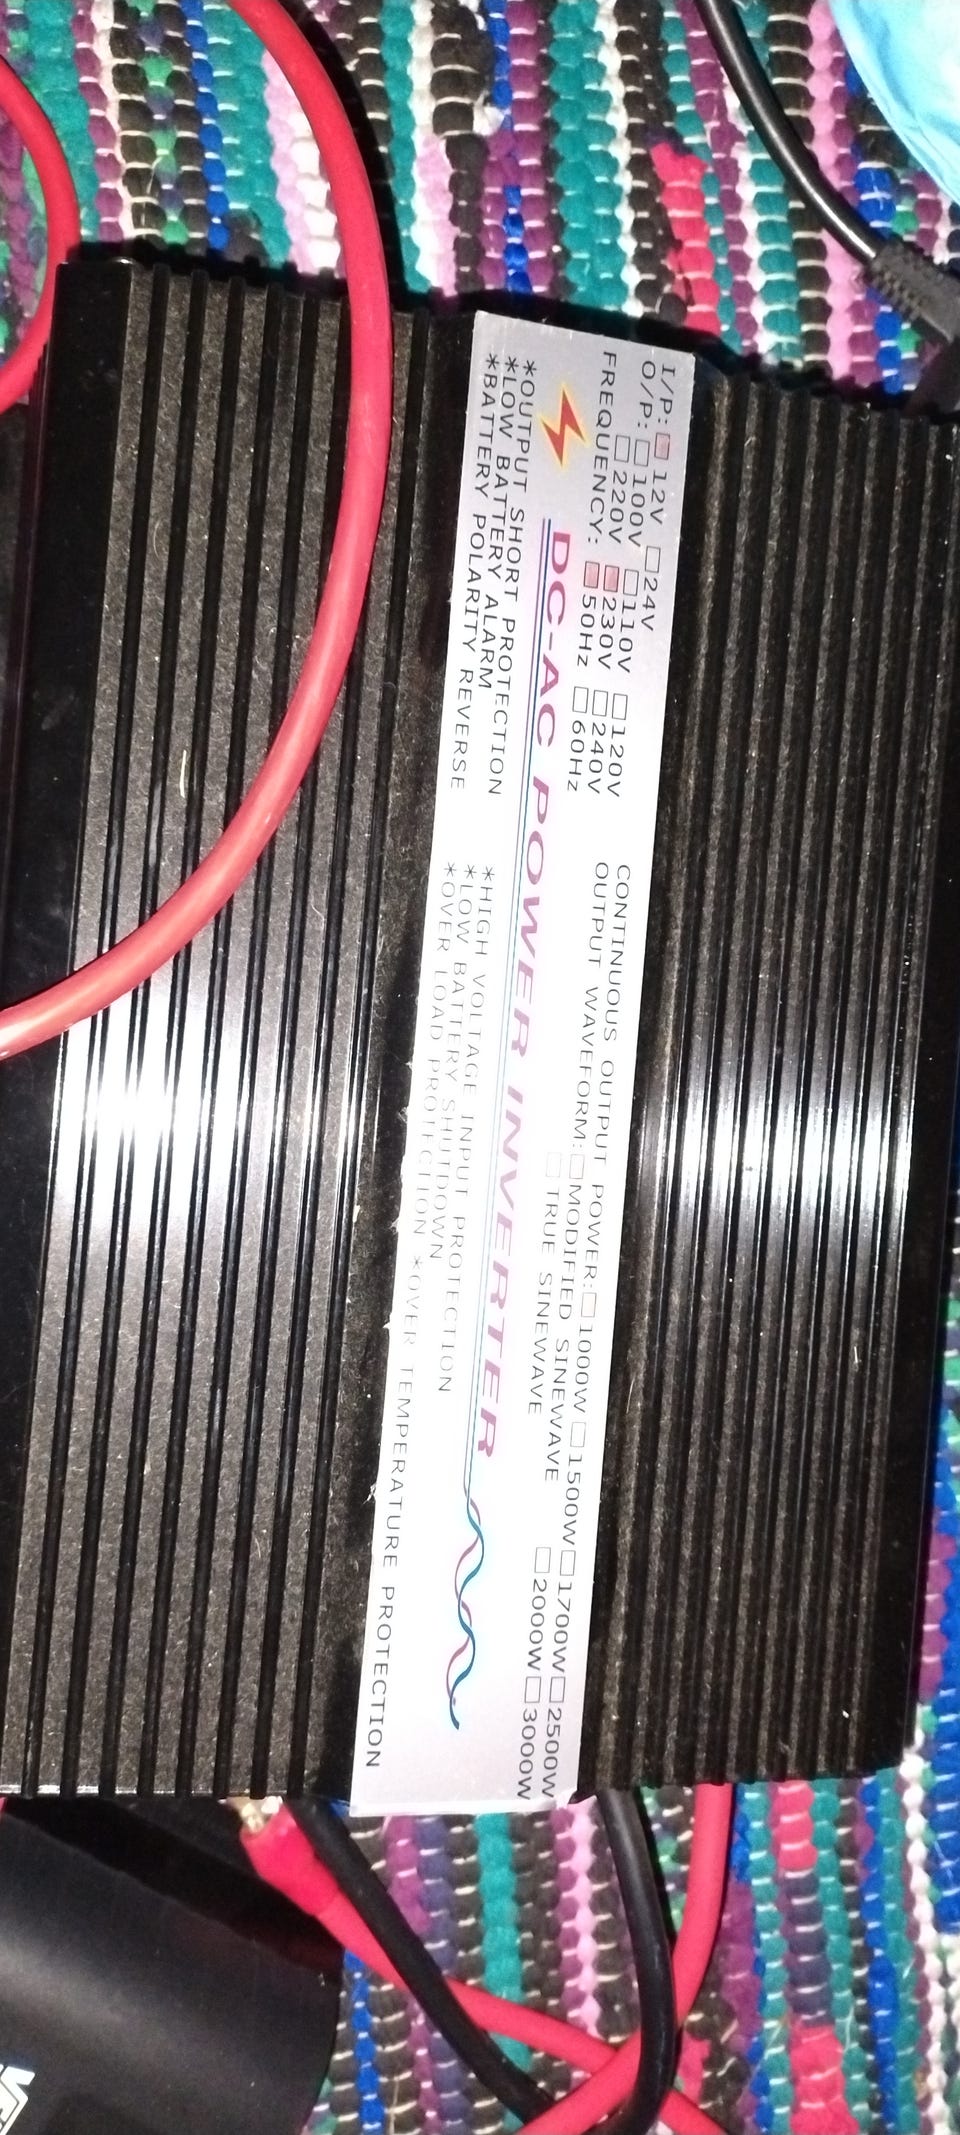 I/P: 12V □24V
O/P: □100V □110V □120V
□220V 230V □240V
FREQUENCY: 50Hz □60Hz
CONTINUOUS OUTPUT POWER: 1000W □1500W □1700W □2500W
□2000W □3000W
OUTPUT WAVEFORM: MODIFIED SINEWAVE
□ TRUE SINEWAVE
DC-AC POWER INVERTER
*OUTPUT SHORT PROTECTION
*LOW BATTERY ALARM
*BATTERY POLARITY REVERSE
*HIGH VOLTAGE INPUT PROTECTION
*LOW BATTERY SHUTDOWN
*OVER LOAD PROTECTION *OVER TEMPERATURE PROTECTION